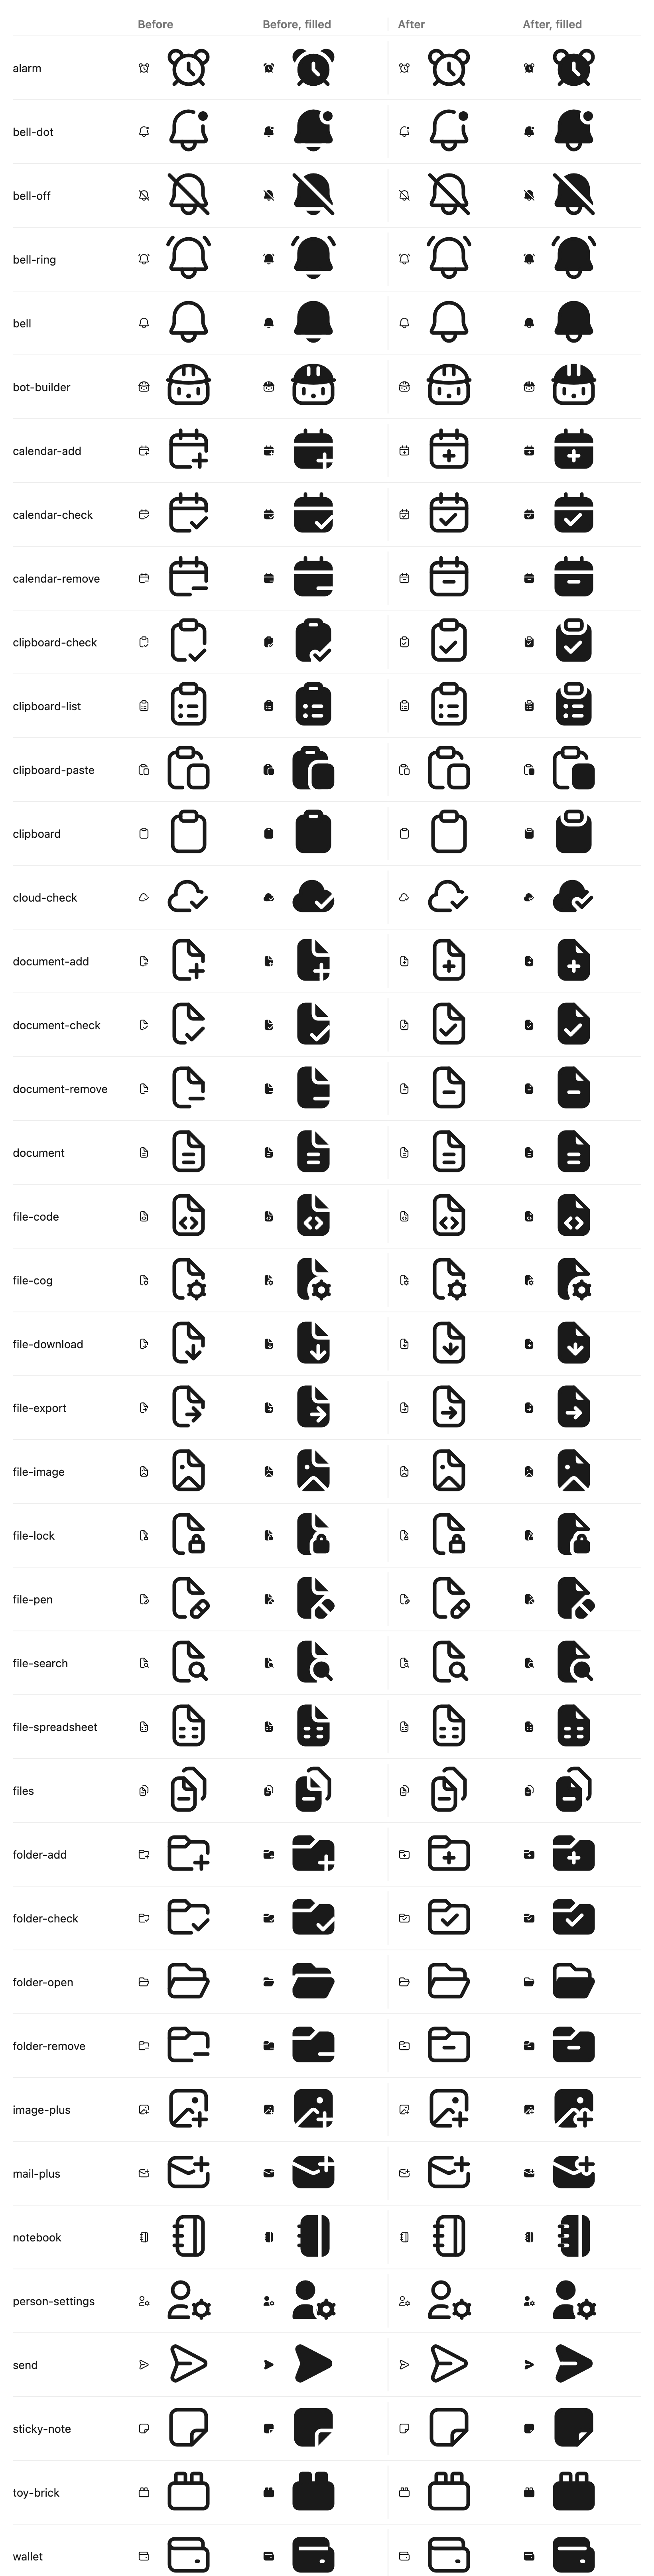 Before Before, filled After After, filled
alarm
bell-dot
bell-off
bell-ring
bell
bot-builder
calendar-add
calendar-check
calendar-remove
clipboard-check
clipboard-list
clipboard-paste
clipboard
cloud-check
document-add
document-check
document-remove
document
file-code
file-cog
file-download
file-export
file-image
file-lock
file-pen
file-search
file-spreadsheet
files
folder-add
folder-check
folder-open
folder-remove
image-plus
mail-plus
notebook
person-settings
send
sticky-note
toy-brick
wallet